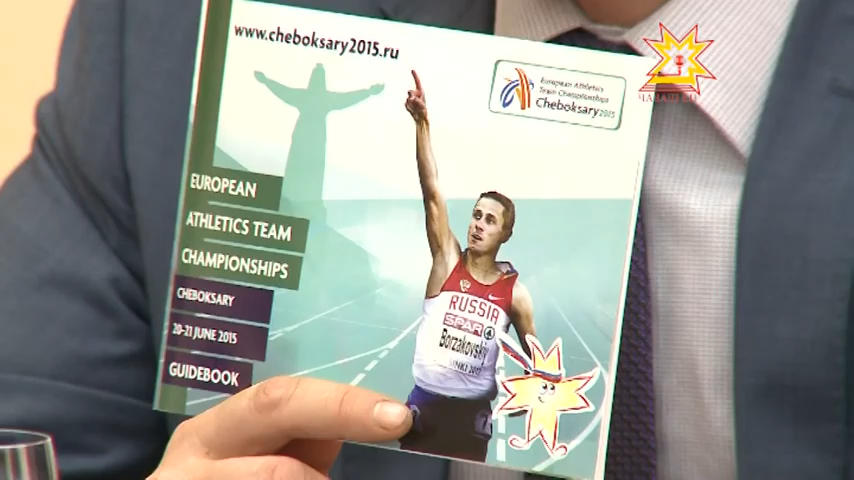 www.cheboksary2015.ru
European Athletics
Team Championships
Cheboksary2015
EUROPEAN
ATHLETICS TEAM
CHAMPIONSHIPS
CHEBOKSARY
20-21 JUNE 2015
GUIDEBOOK
RUSSIA
SPAR
Borzakovskiy